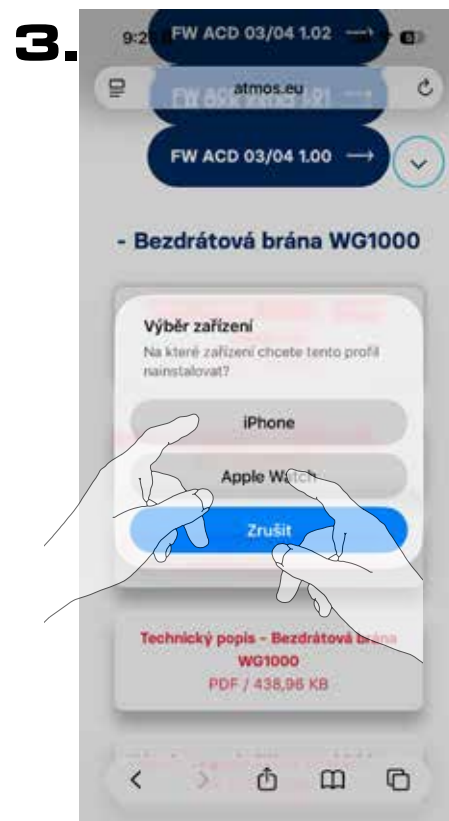 3.
FW ACD 03/04 1.02
atmos.eu
FW ACD 03/04 1.00
- Bezdrátová brána WG1000
Výběr zařízení
Na které zařízení chcete tento profil
nainstalovat?
iPhone
Apple Watch
Zrušit
Technický popis - Bezdrátová brána
WG1000
PDF / 438,96 KB